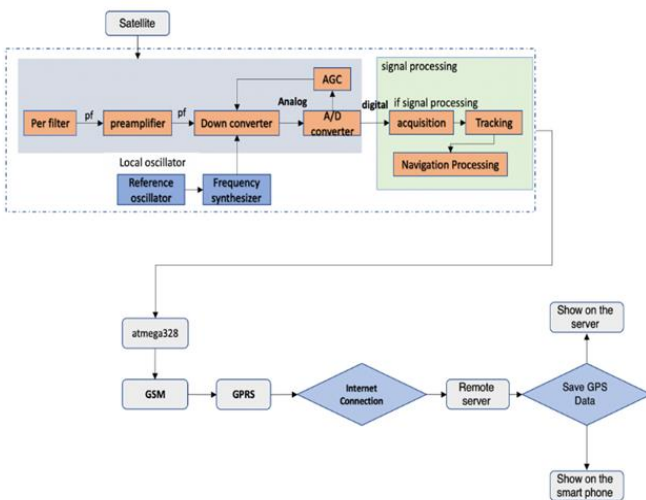 Satellite
signal processing
AGC
Analog
digital
if signal processing
Per filter
pf
preamplifier
pf
Down converter
A/D
converter
acquisition
Tracking
Navigation Processing
Local oscillator
Reference
oscillator
Frequency
synthesizer
atmega328
Show on the
server
GSM
GPRS
Internet
Connection
Remote
server
Save GPS
Data
Show on the
smart phone